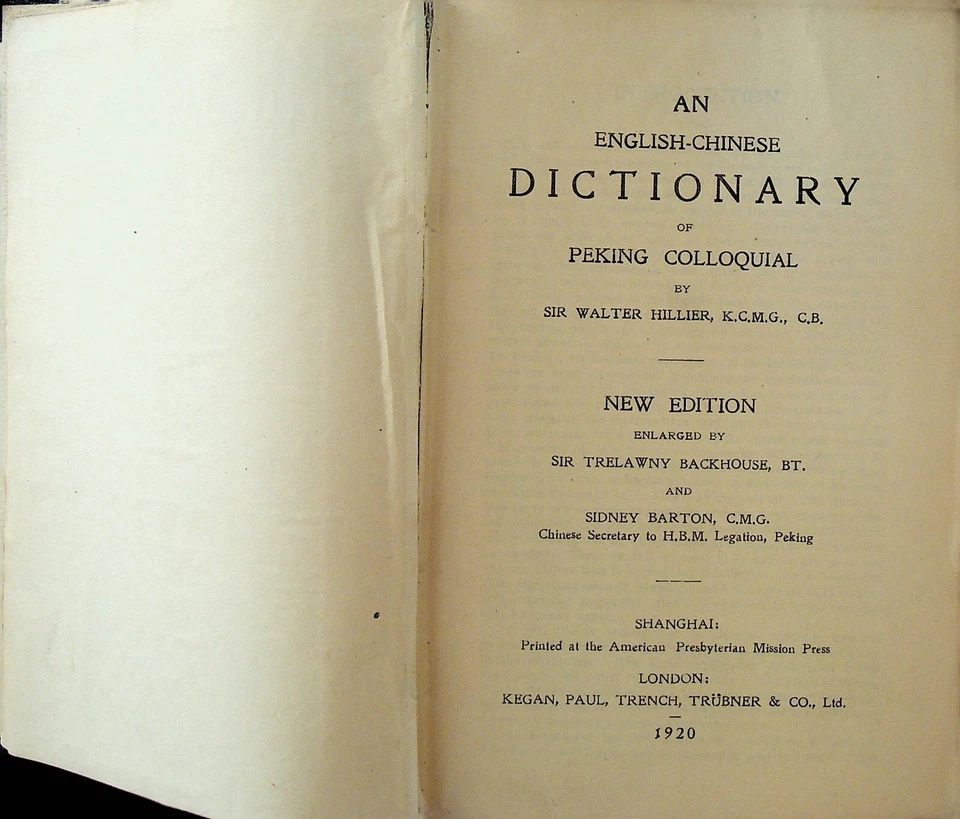 AN
ENGLISH-CHINESE
DICTIONARY
OF
PEKING COLLOQUIAL
BY
SIR WALTER HILLIER, K.C.M.G., C.B.
NEW EDITION
ENLARGED BY
SIR TRELAWNY BACKHOUSE, BT.
AND
SIDNEY BARTON, C.M.G.
Chinese Secretary to H.B.M. Legation, Peking
SHANGHAI:
Printed at the American Presbyterian Mission Press
LONDON:
KEGAN, PAUL, TRENCH, TRÜBNER & CO., Ltd.
1920